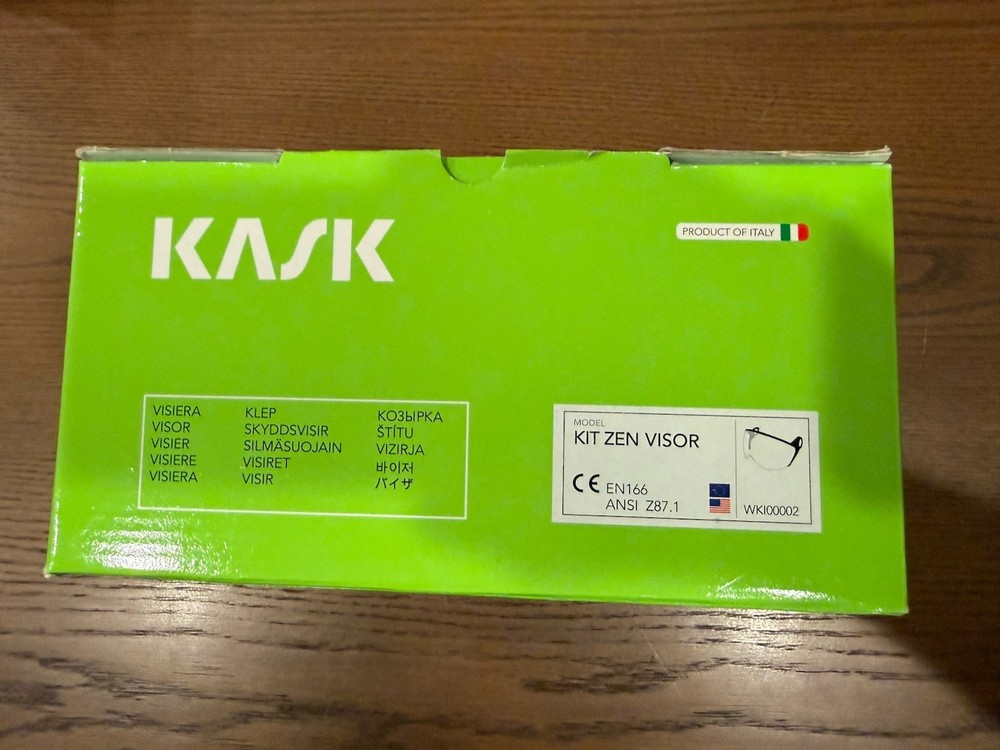 KASK
PRODUCT OF ITALY
VISIERA
VISOR
VISIER
VISIERE
VISIERA
KLEP
SKYDDSVISIR
SILMÄSUOJAIN
VISIRET
VISIR
КОЗЫРКА
ŠTÍTU
VIZIRJA
바이저
バイザ
MODEL
KIT ZEN VISOR
CE EN166
ANSI Z87.1
WKI00002